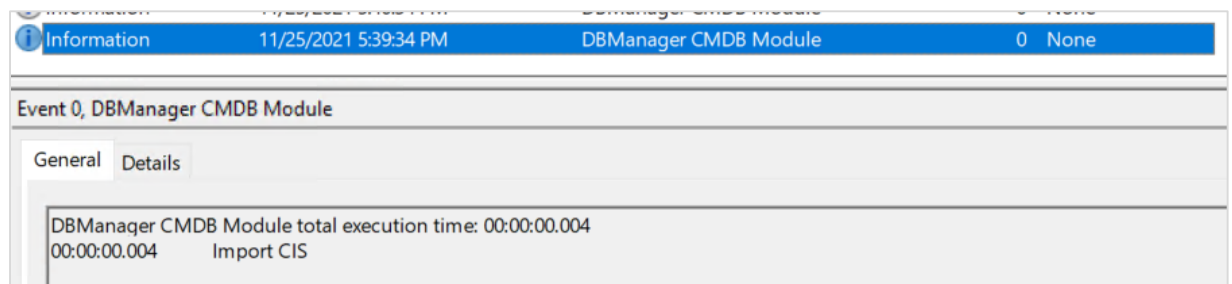 Information 11/25/2021 5:39:34 PM DBManager CMDB Module 0 None
Event 0, DBManager CMDB Module
General Details
DBManager CMDB Module total execution time: 00:00:00.004
00:00:00.004 Import CIS